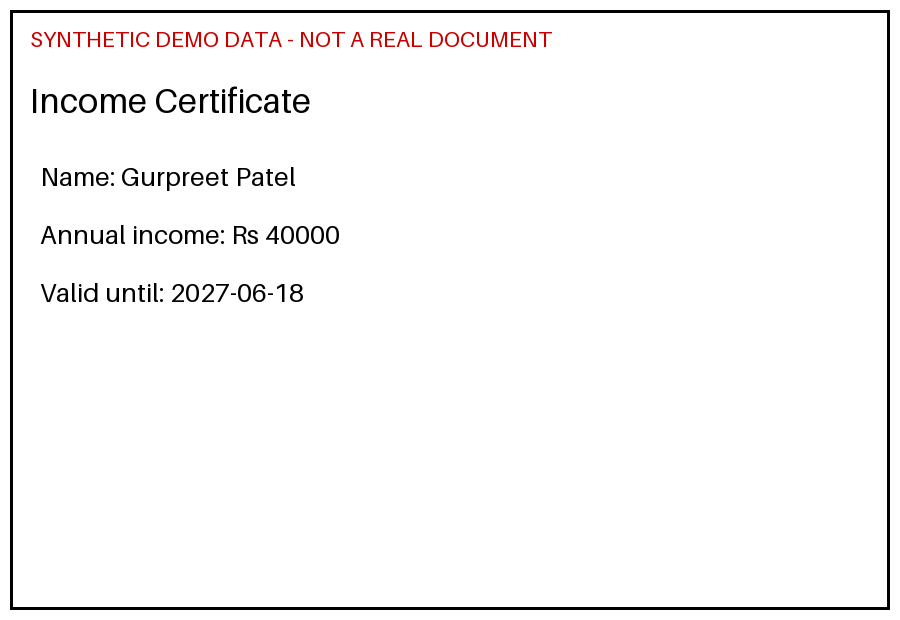 SYNTHETIC DEMO DATA - NOT A REAL DOCUMENT
Income Certificate
Name: Gurpreet Patel
Annual income: Rs 40000
Valid until: 2027-06-18